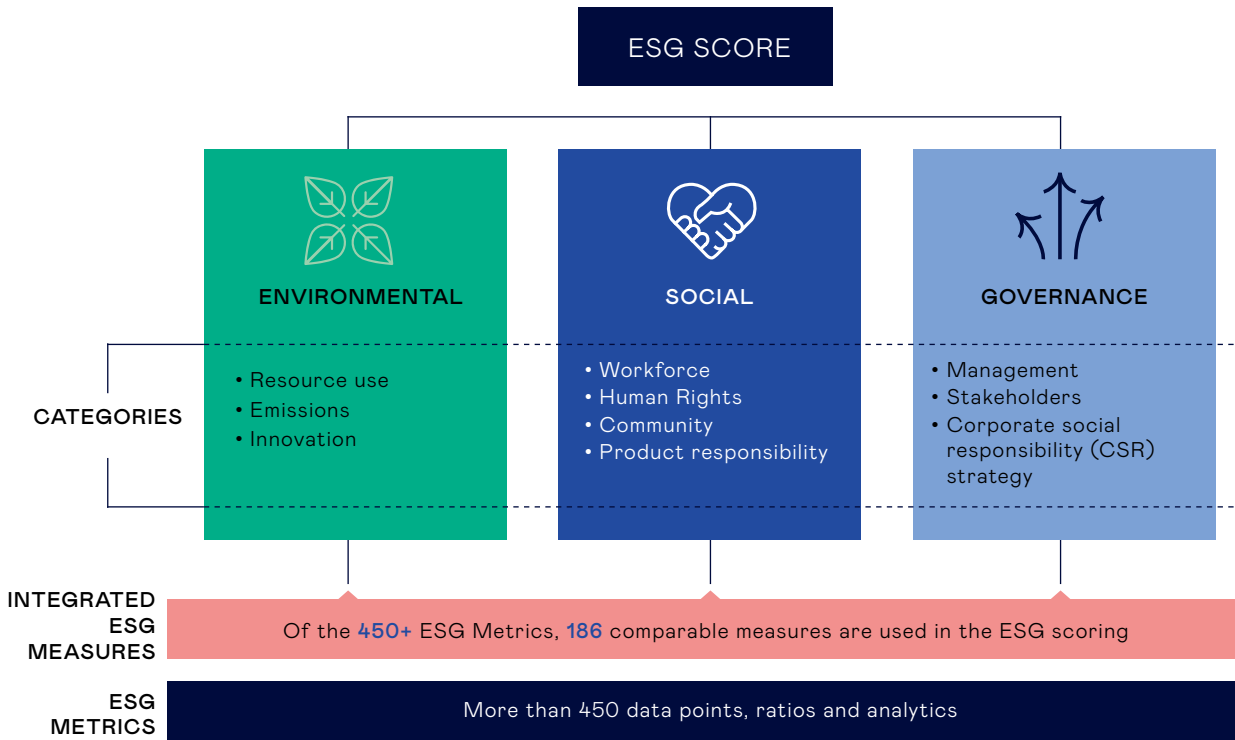 ESG SCORE
ENVIRONMENTAL
SOCIAL
GOVERNANCE
CATEGORIES
• Resource use
• Emissions
• Innovation
• Workforce
• Human Rights
• Community
• Product responsibility
• Management
• Stakeholders
• Corporate social
responsibility (CSR)
strategy
INTEGRATED
ESG
MEASURES
Of the 450+ ESG Metrics, 186 comparable measures are used in the ESG scoring
ESG
METRICS
More than 450 data points, ratios and analytics